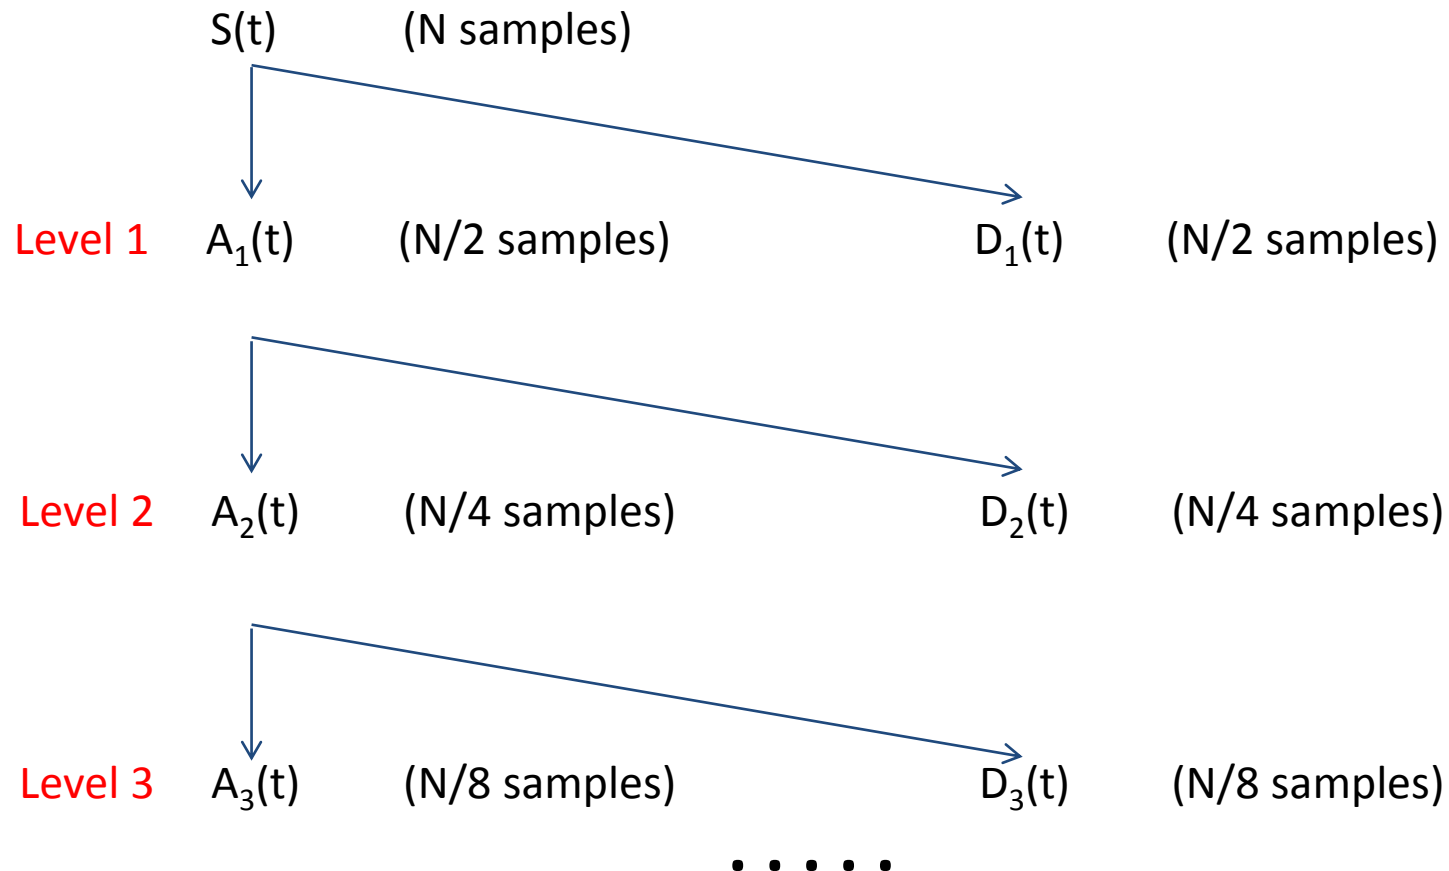 S(t) (N samples)
Level 1 A₁(t) (N/2 samples) D₁(t) (N/2 samples)
Level 2 A₂(t) (N/4 samples) D₂(t) (N/4 samples)
Level 3 A₃(t) (N/8 samples) D₃(t) (N/8 samples)
. . . . .